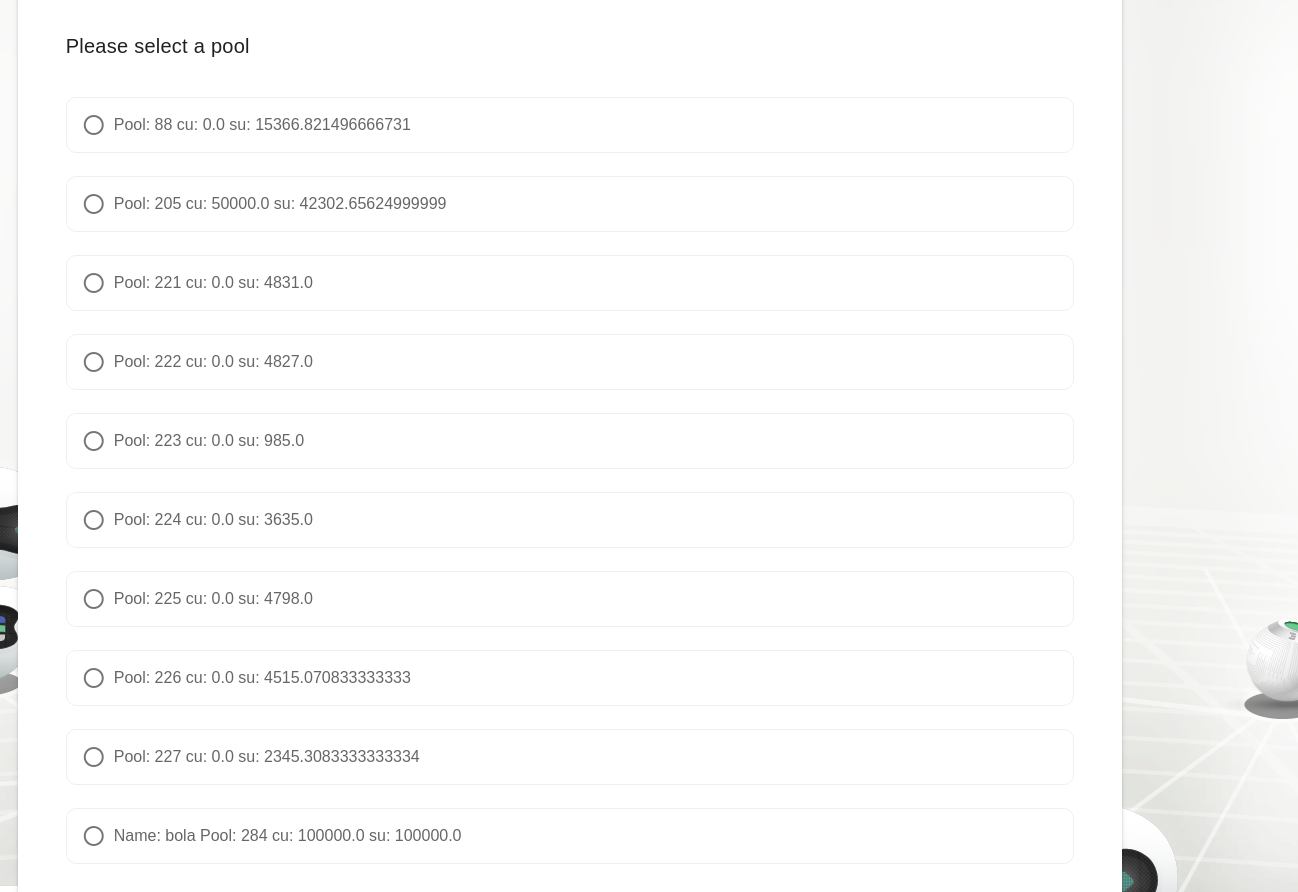 Please select a pool
Pool: 88 cu: 0.0 su: 15366.821496666731
Pool: 205 cu: 50000.0 su: 42302.65624999999
Pool: 221 cu: 0.0 su: 4831.0
Pool: 222 cu: 0.0 su: 4827.0
Pool: 223 cu: 0.0 su: 985.0
Pool: 224 cu: 0.0 su: 3635.0
Pool: 225 cu: 0.0 su: 4798.0
Pool: 226 cu: 0.0 su: 4515.070833333333
Pool: 227 cu: 0.0 su: 2345.3083333333334
Name: bola Pool: 284 cu: 100000.0 su: 100000.0